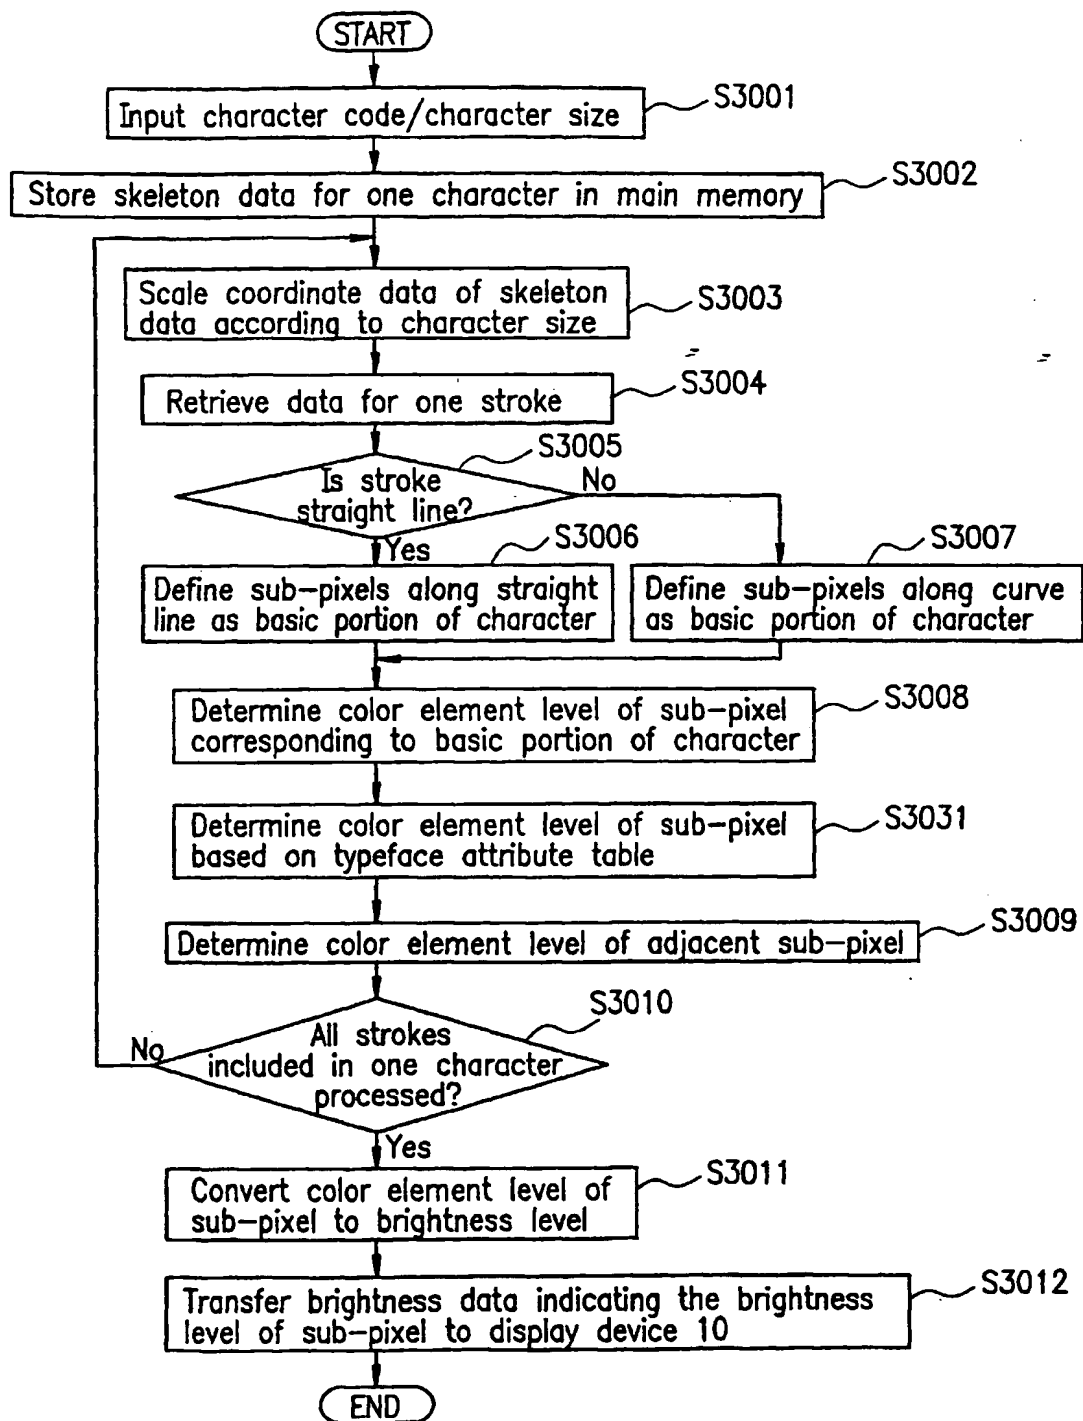 START
Input character code/character size
S3001
Store skeleton data for one character in main memory
S3002
Scale coordinate data of skeleton
data according to character size
S3003
Retrieve data for one stroke
S3004
Is stroke
straight line?
S3005
No
Yes
S3006
S3007
Define sub-pixels along straight
line as basic portion of character
Define sub-pixels along curve
as basic portion of character
Determine color element level of sub-pixel
corresponding to basic portion of character
S3008
Determine color element level of sub-pixel
based on typeface attribute table
S3031
Determine color element level of adjacent sub-pixel
S3009
All strokes
included in one character
processed?
S3010
No
Yes
Convert color element level of
sub-pixel to brightness level
S3011
Transfer brightness data indicating the brightness
level of sub-pixel to display device 10
S3012
END